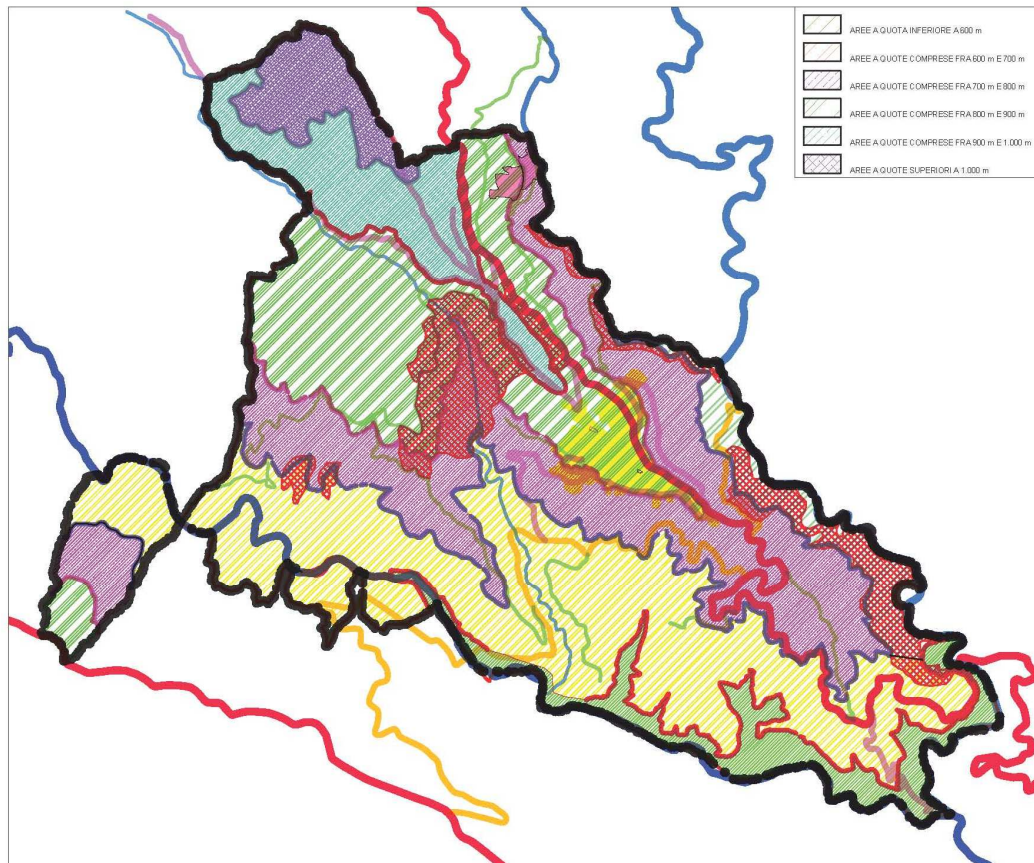 AREE A QUOTA INFERIORE A 600 m
AREE A QUOTE COMPRESE FRA 600 m E 700 m
AREE A QUOTE COMPRESE FRA 700 m E 800 m
AREE A QUOTE COMPRESE FRA 800 m E 900 m
AREE A QUOTE COMPRESE FRA 900 m E 1.000 m
AREE A QUOTE SUPERIORI A 1.000 m